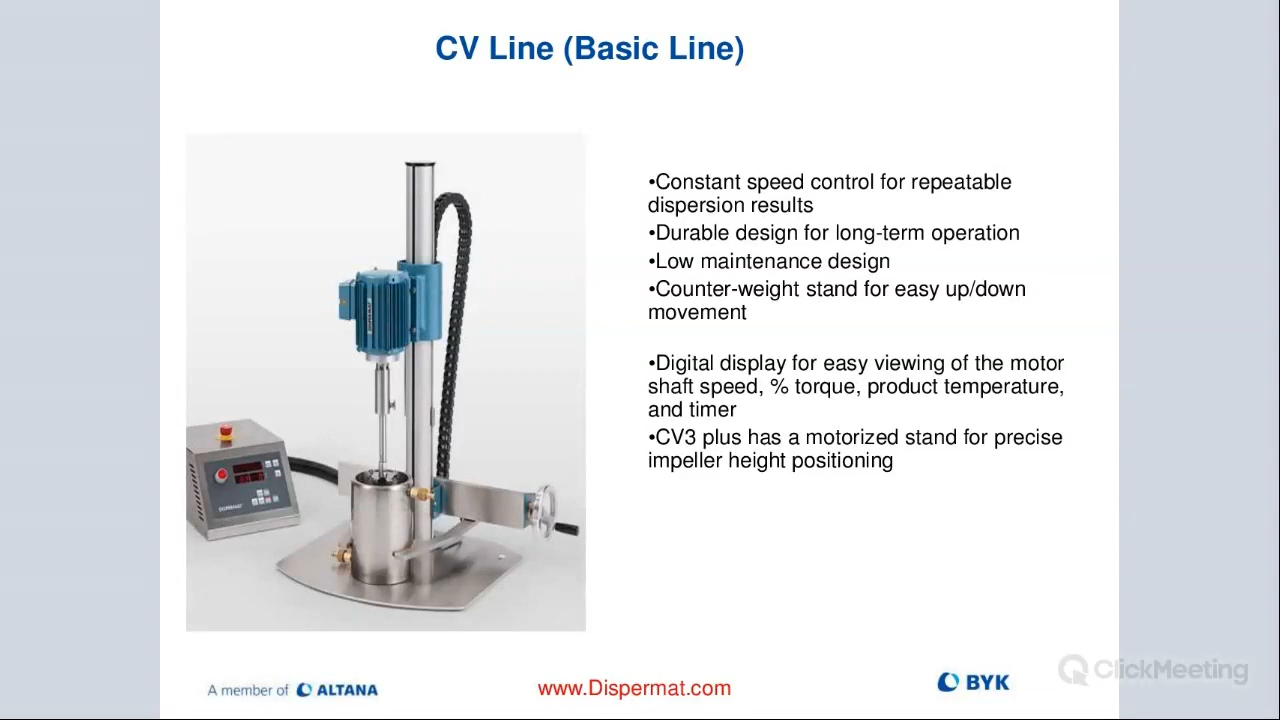 CV Line (Basic Line)
•Constant speed control for repeatable
dispersion results
•Durable design for long-term operation
•Low maintenance design
•Counter-weight stand for easy up/down
movement
•Digital display for easy viewing of the motor
shaft speed, % torque, product temperature,
and timer
•CV3 plus has a motorized stand for precise
impeller height positioning
DISPERMAT
A member of ALTANA
www.Dispermat.com
BYK
ClickMeeting